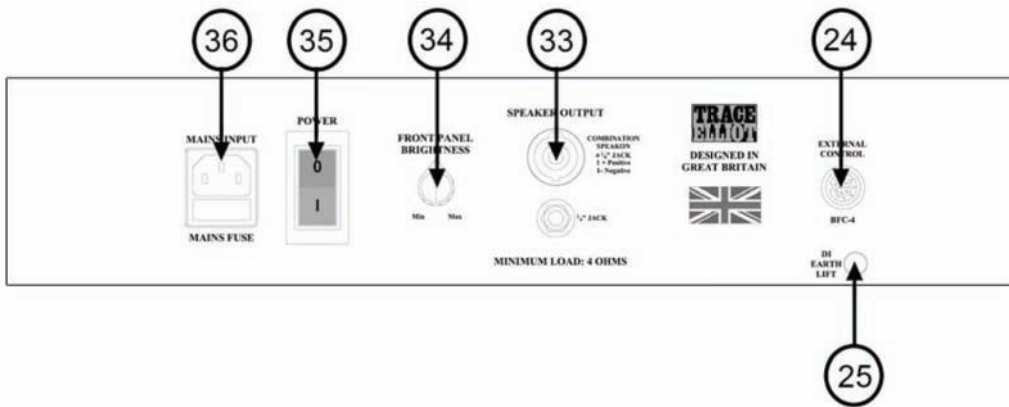 36
35
34
33
24
MAINS INPUT
MAINS FUSE
POWER
0
I
FRONT PANEL
BRIGHTNESS
Min Max
SPEAKER OUTPUT
COMBINATION
SPEAKON
+¼" JACK
1 + Positive
1- Negative
¼" JACK
MINIMUM LOAD: 4 OHMS
TRACE
ELLIOT
DESIGNED IN
GREAT BRITAIN
EXTERNAL
CONTROL
BFC-4
DI
EARTH
LIFT
25